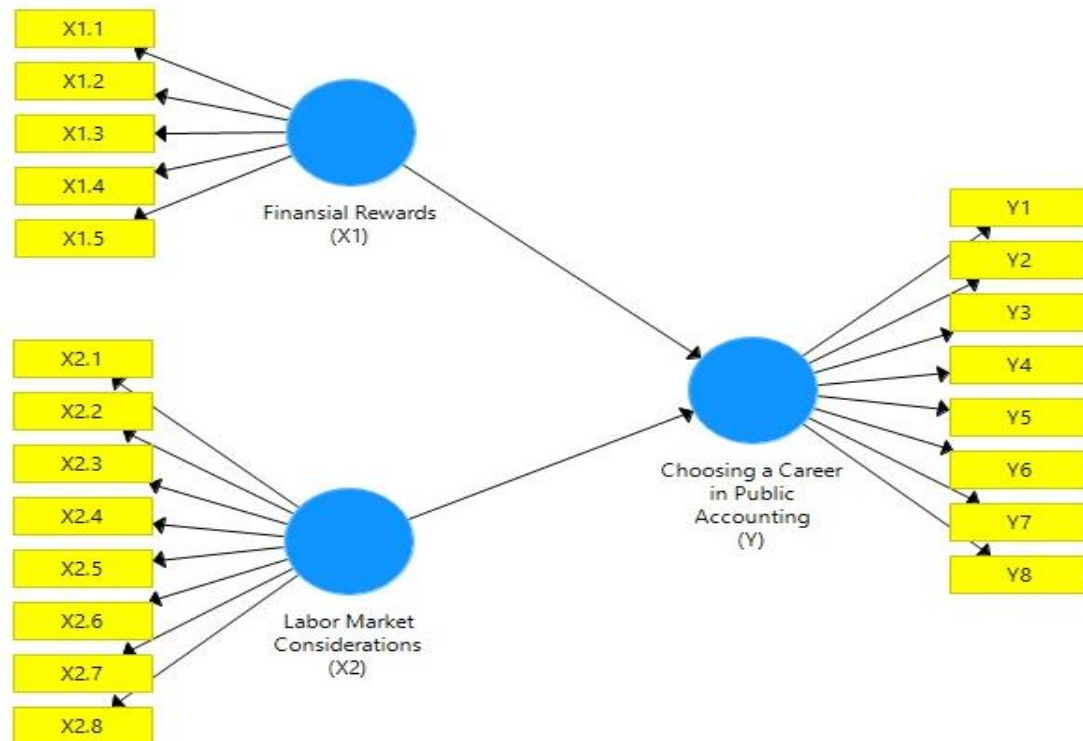 X1.1
X1.2
X1.3
X1.4
X1.5
Finansial Rewards
(X1)
X2.1
X2.2
X2.3
X2.4
X2.5
X2.6
X2.7
X2.8
Labor Market
Considerations
(X2)
Choosing a Career
in Public
Accounting
(Y)
Y1
Y2
Y3
Y4
Y5
Y6
Y7
Y8